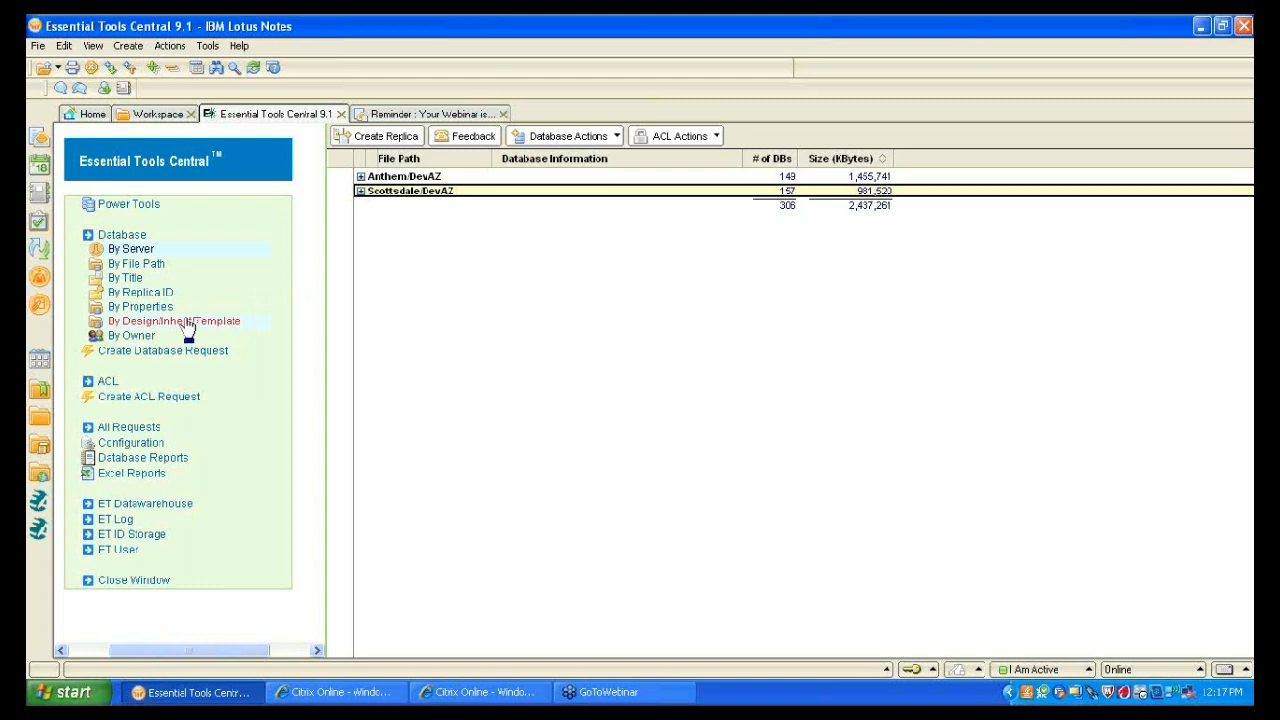 Essential Tools Central 9.1 - IBM Lotus Notes
File Edit View Create Actions Tools Help
Home Workspace Essential Tools Central 9.1 Reminder : Your Webinar is...
Essential Tools Central TM
Create Replica Feedback Database Actions ACL Actions
File Path Database Information # of DBs Size (KBytes)
Anthem/DevAZ 149 1,455,741
Scottsdale/DevAZ 157 981,520
306 2,437,261
Power Tools
Database
By Server
By File Path
By Title
By Replica ID
By Properties
By Design/Inherit Template
By Owner
Create Database Request
ACL
Create ACL Request
All Requests
Configuration
Database Reports
Excel Reports
ET Datawarehouse
ET Log
ET ID Storage
ET User
Close Window
I Am Active Online
start Essential Tools Centr... Citrix Online - Windo... Citrix Online - Windo... GoToWebinar 12:17 PM